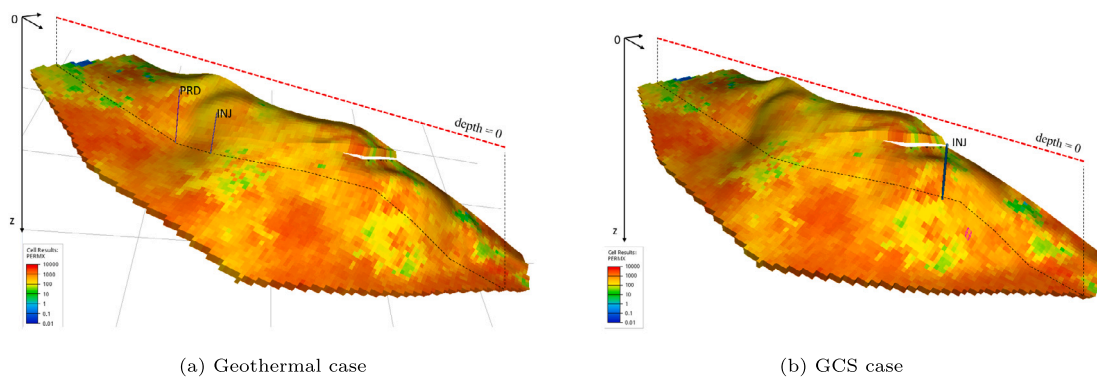 0
PRD
INJ
depth = 0
z
Cell Results:
PERMX
10000
1000
100
10
1
0.1
0.01
(a) Geothermal case
0
INJ
depth = 0
z
Cell Results:
PERMX
10000
1000
100
10
1
0.1
0.01
(b) GCS case